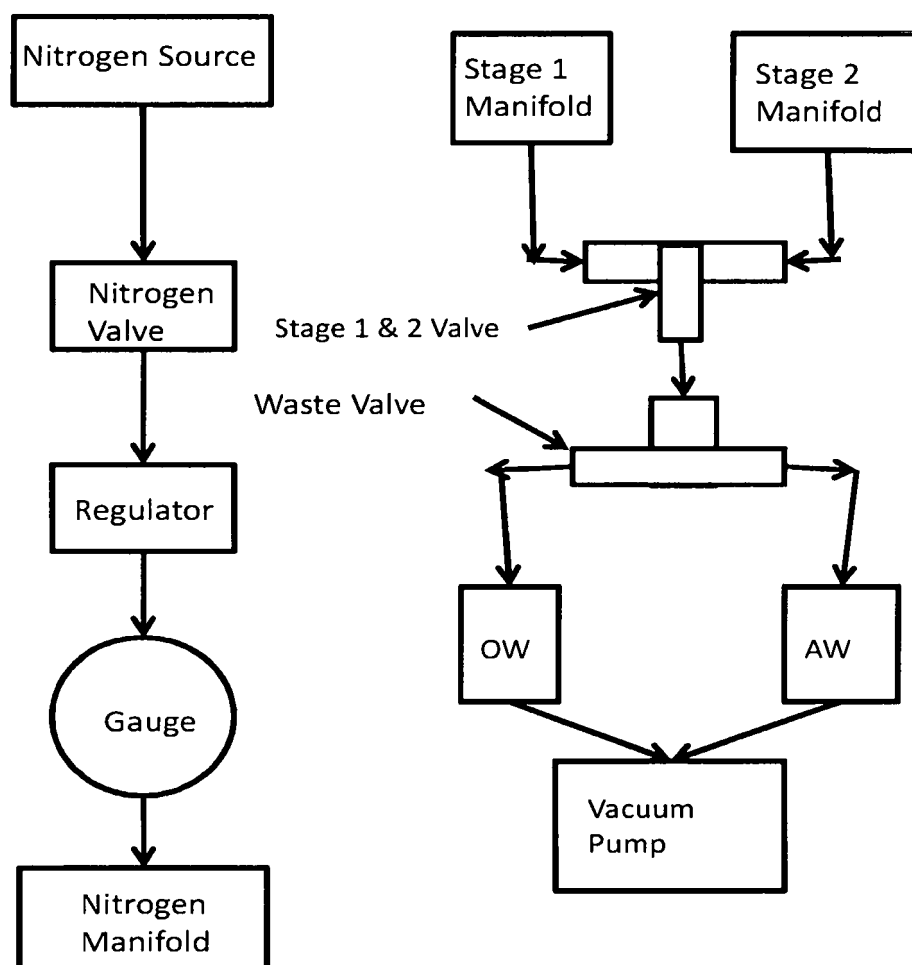 Nitrogen Source
Nitrogen
Valve
Regulator
Gauge
Nitrogen
Manifold
Stage 1
Manifold
Stage 2
Manifold
Stage 1 & 2 Valve
Waste Valve
OW
AW
Vacuum
Pump